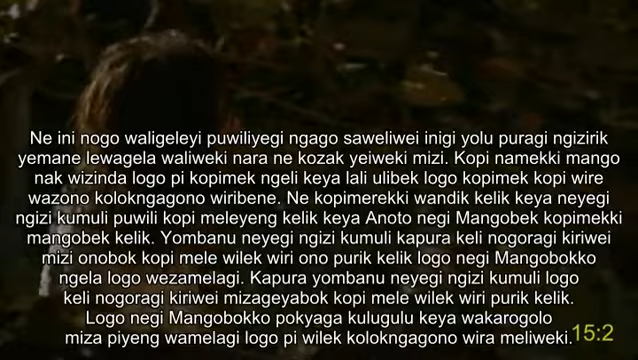 Ne ini nogo waligeleyi puwiliyegi ngago saweliwei inigi yolu puragi ngizirik
yemane lewagela waliweki nara ne kozak yeiweki mizi. Kopi namekki mango
nak wizinda logo pi kopimek ngeli keya lali ulibek logo kopimek kopi wire
wazono kolokngagono wiribene. Ne kopimerekki wandik kelik keya neyegi
ngizi kumuli puwili kopi meleyeng kelik keya Anoto negi Mangobek kopimekki
mangobek kelik. Yombanu neyegi ngizi kumuli kapura keli nogoragi kiriwei
mizi onobok kopi mele wilek wiri ono purik kelik logo negi Mangobokko
ngela logo wezamelagi. Kapura yombanu neyegi ngizi kumuli logo
keli nogoragi kiriwei mizageyabok kopi mele wilek wiri purik kelik.
Logo negi Mangobokko pokyaga kulugulu keya wakarogolo
miza piyeng wamelagi logo pi wilek kolokngagono wira meliweki.
15:2